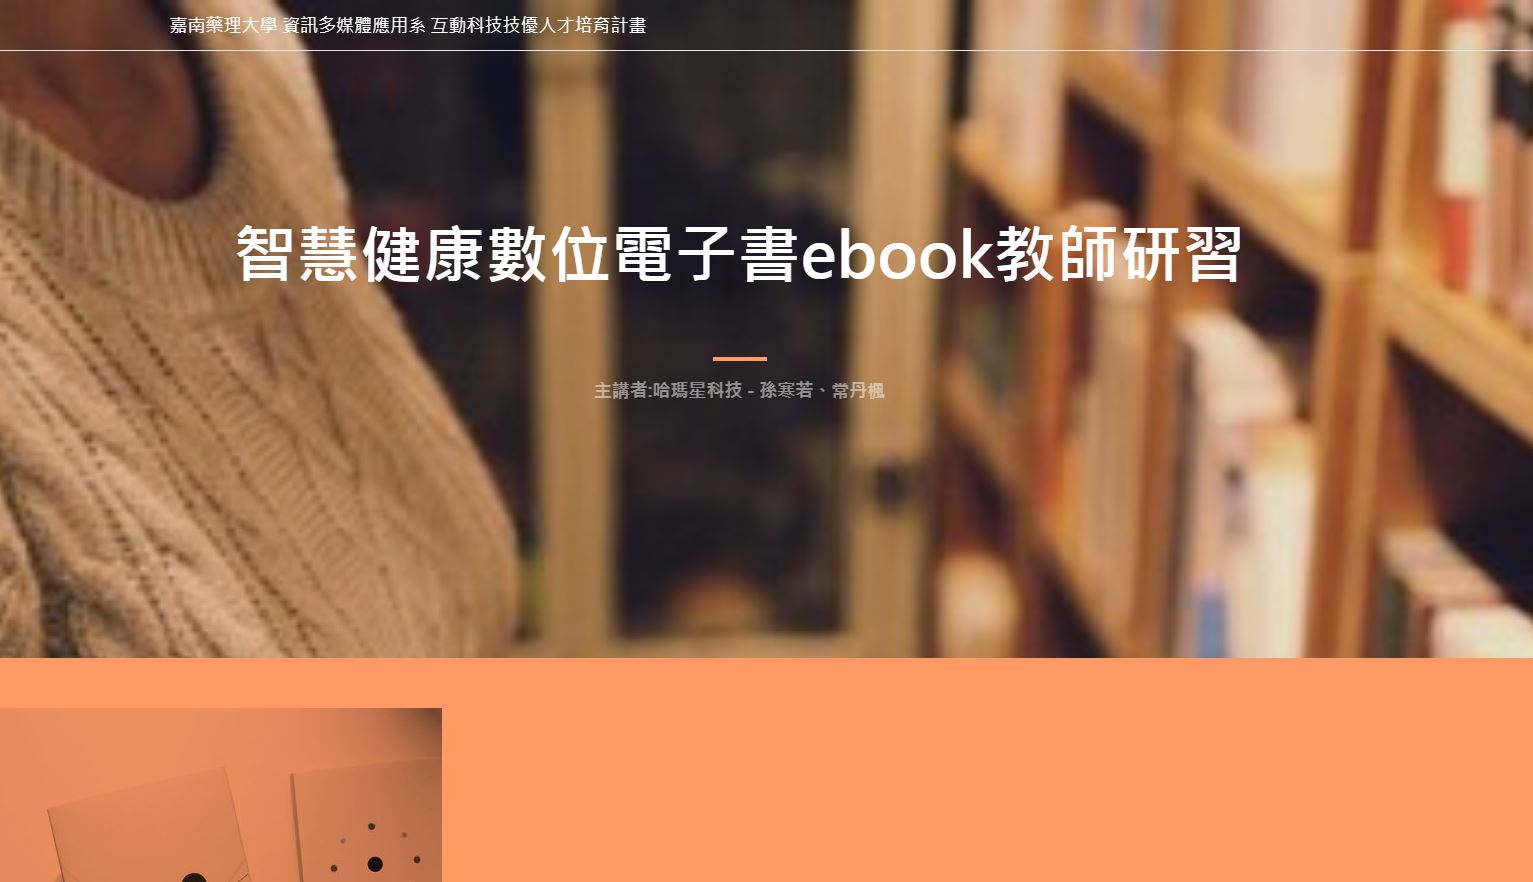 嘉南藥理大學 資訊多媒體應用系 互動科技技優人才培育計畫
智慧健康數位電子書ebook教師研習
主講者:哈瑪星科技 - 孫寒若、常丹楓